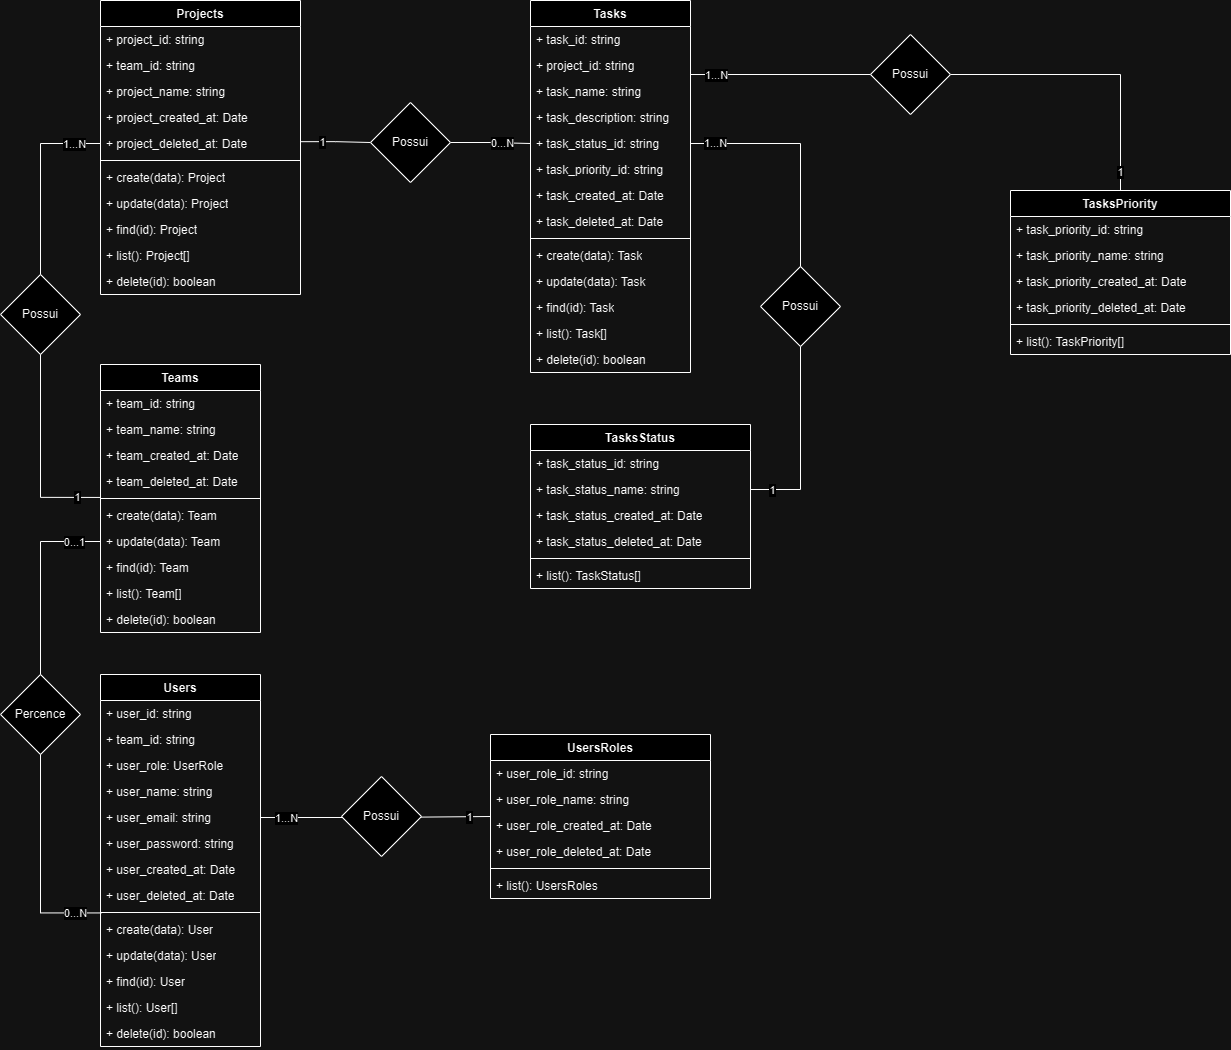 Projects
+ project_id: string
+ team_id: string
+ project_name: string
+ project_created_at: Date
+ project_deleted_at: Date
+ create(data): Project
+ update(data): Project
+ find(id): Project
+ list(): Project[]
+ delete(id): boolean
1
Possui
0...N
Tasks
+ task_id: string
+ project_id: string
+ task_name: string
+ task_description: string
+ task_status_id: string
+ task_priority_id: string
+ task_created_at: Date
+ task_deleted_at: Date
+ create(data): Task
+ update(data): Task
+ find(id): Task
+ list(): Task[]
+ delete(id): boolean
1...N
Possui
1
TasksPriority
+ task_priority_id: string
+ task_priority_name: string
+ task_priority_created_at: Date
+ task_priority_deleted_at: Date
+ list(): TaskPriority[]
1...N
Possui
1
TasksStatus
+ task_status_id: string
+ task_status_name: string
+ task_status_created_at: Date
+ task_status_deleted_at: Date
+ list(): TaskStatus[]
1...N
Possui
1
Teams
+ team_id: string
+ team_name: string
+ team_created_at: Date
+ team_deleted_at: Date
+ create(data): Team
+ update(data): Team
+ find(id): Team
+ list(): Team[]
+ delete(id): boolean
0...1
Percence
0...N
Users
+ user_id: string
+ team_id: string
+ user_role: UserRole
+ user_name: string
+ user_email: string
+ user_password: string
+ user_created_at: Date
+ user_deleted_at: Date
+ create(data): User
+ update(data): User
+ find(id): User
+ list(): User[]
+ delete(id): boolean
1...N
Possui
1
UsersRoles
+ user_role_id: string
+ user_role_name: string
+ user_role_created_at: Date
+ user_role_deleted_at: Date
+ list(): UsersRoles